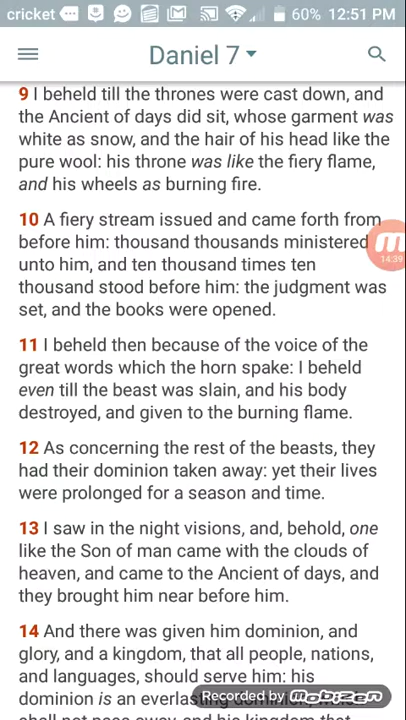 cricket 60% 12:51 PM
Daniel 7
9 I beheld till the thrones were cast down, and
the Ancient of days did sit, whose garment was
white as snow, and the hair of his head like the
pure wool: his throne was like the fiery flame,
and his wheels as burning fire.
10 A fiery stream issued and came forth from
before him: thousand thousands ministered
unto him, and ten thousand times ten
thousand stood before him: the judgment was
set, and the books were opened.
14:39
11 I beheld then because of the voice of the
great words which the horn spake: I beheld
even till the beast was slain, and his body
destroyed, and given to the burning flame.
12 As concerning the rest of the beasts, they
had their dominion taken away: yet their lives
were prolonged for a season and time.
13 I saw in the night visions, and, behold, one
like the Son of man came with the clouds of
heaven, and came to the Ancient of days, and
they brought him near before him.
14 And there was given him dominion, and
glory, and a kingdom, that all people, nations,
and languages, should serve him: his
dominion is an everlasting
Recorded by mobizen
shall not pass away, and his kingdom that